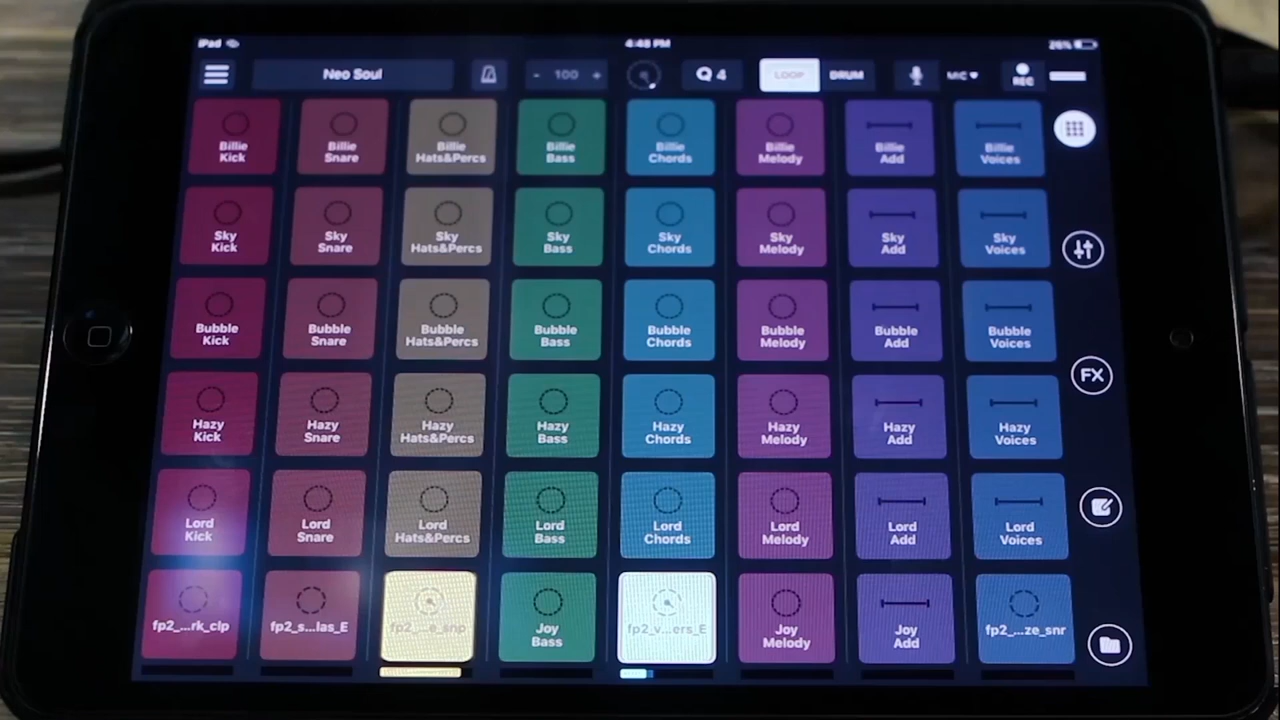 iPad 4:48 PM 26%
Neo Soul - 100 + Q 4 LOOP DRUM MIC ▾ REC
Billie Kick
Billie Snare
Billie Hats&Percs
Billie Bass
Billie Chords
Billie Melody
Billie Add
Billie Voices
Sky Kick
Sky Snare
Sky Hats&Percs
Sky Bass
Sky Chords
Sky Melody
Sky Add
Sky Voices
Bubble Kick
Bubble Snare
Bubble Hats&Percs
Bubble Bass
Bubble Chords
Bubble Melody
Bubble Add
Bubble Voices
Hazy Kick
Hazy Snare
Hazy Hats&Percs
Hazy Bass
Hazy Chords
Hazy Melody
Hazy Add
Hazy Voices
FX
Lord Kick
Lord Snare
Lord Hats&Percs
Lord Bass
Lord Chords
Lord Melody
Lord Add
Lord Voices
fp2_...rk_clp
fp2_s...las_E
fp2_...e_snp
Joy Bass
fp2_v...ers_E
Joy Melody
Joy Add
fp2_...ze_snr